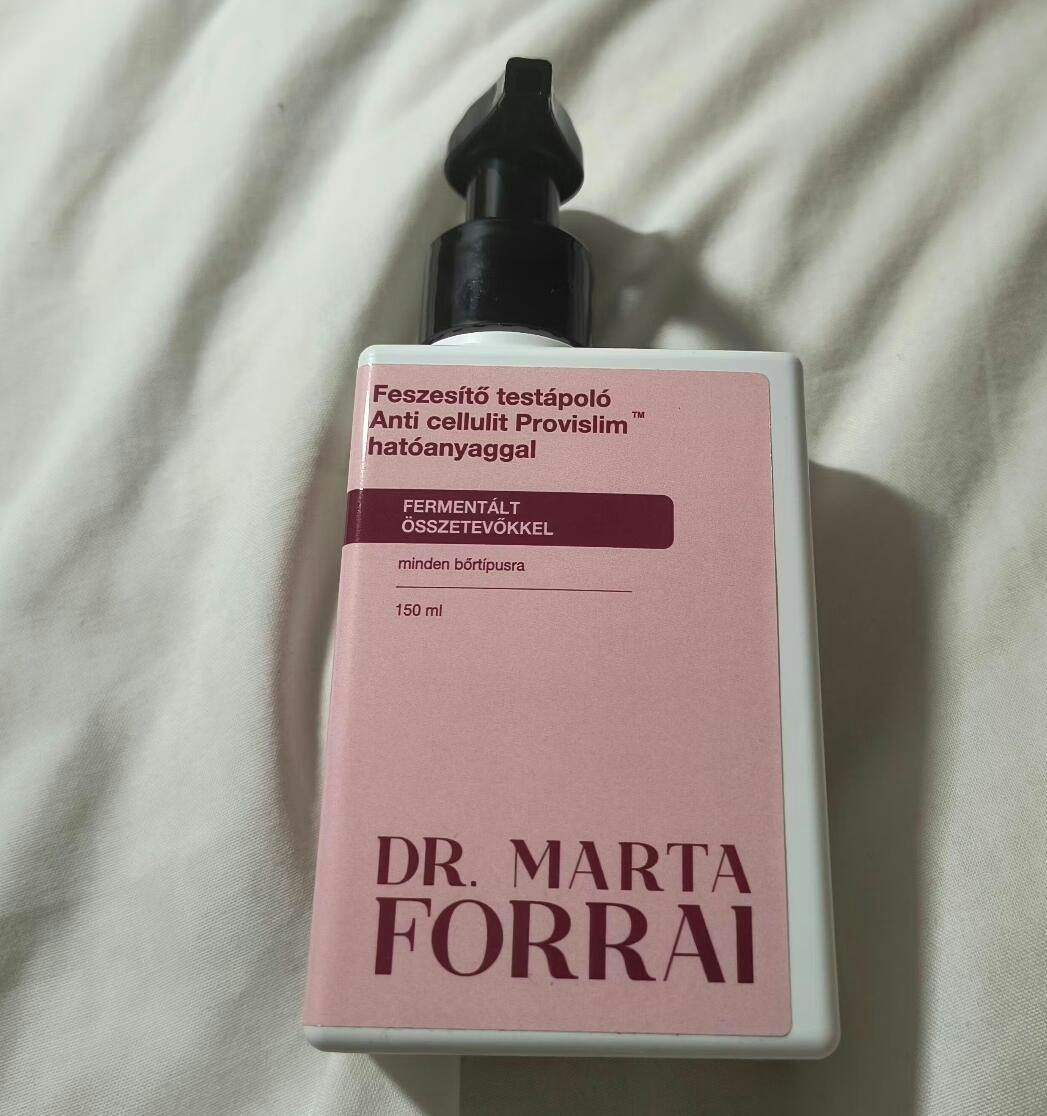 Feszesítő testápoló
Anti cellulit Provislim™
hatóanyaggal
FERMENTÁLT
ÖSSZETEVŐKKEL
minden bőrtípusra
150 ml
DR. MARTA
FORRAI